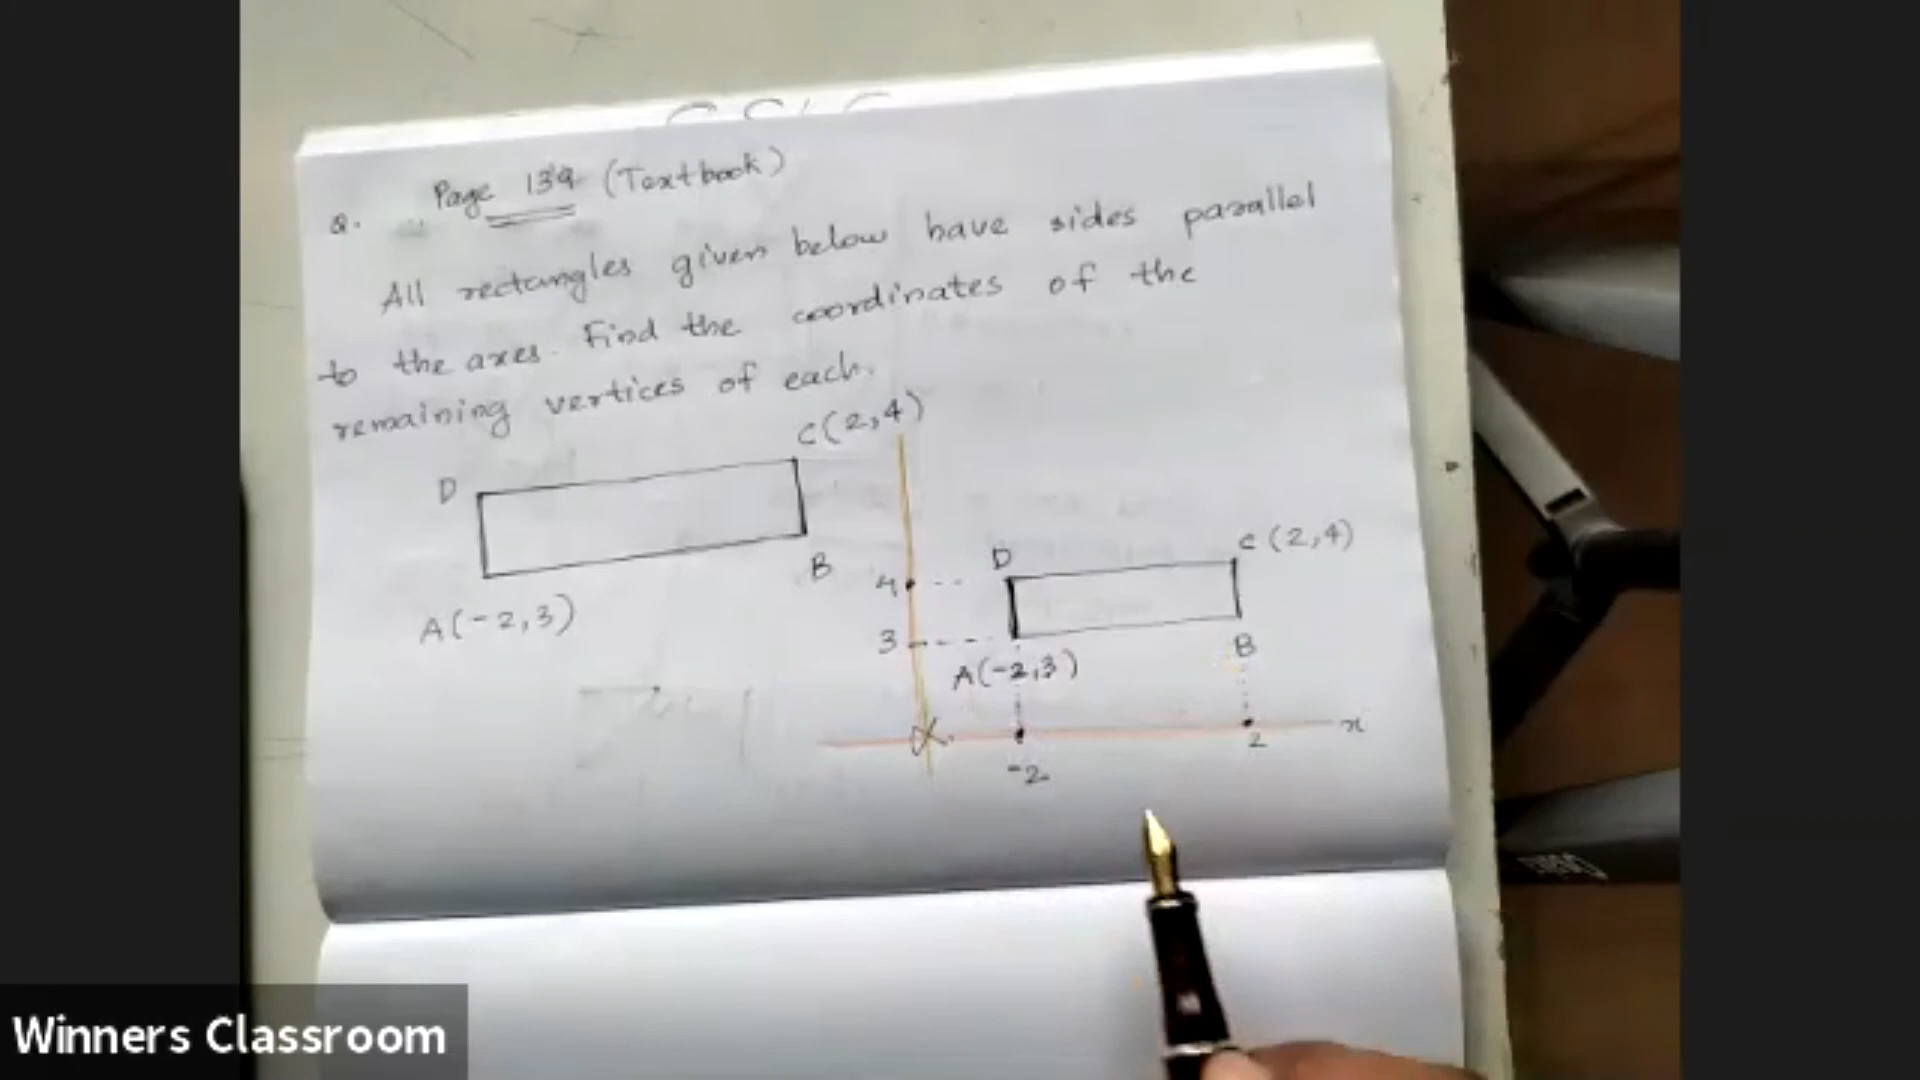 Page 139 (Textbook)
Q.
All rectangles given below have sides parallel
to the axes. Find the coordinates of the
remaining vertices of each.
C(2,4)
D
B
A(-2,3)
D
C (2,4)
4
3
B
A(-2,3)
x
2
-2
Winners Classroom